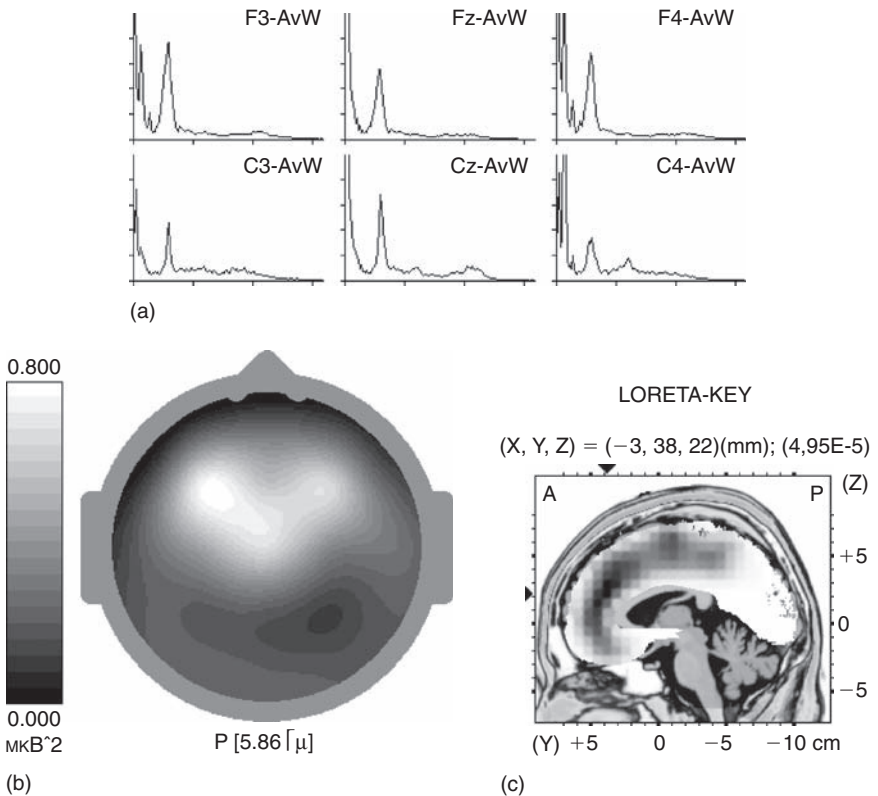 F3-AvW Fz-AvW F4-AvW
C3-AvW Cz-AvW C4-AvW
(a)
0.800
0.000
мкВ^2
P [5.86 ⌈μ]
(b)
LORETA-KEY
(X, Y, Z) = (−3, 38, 22)(mm); (4,95E-5)
A P (Z)
+5
0
−5
(Y) +5 0 −5 −10 cm
(c)